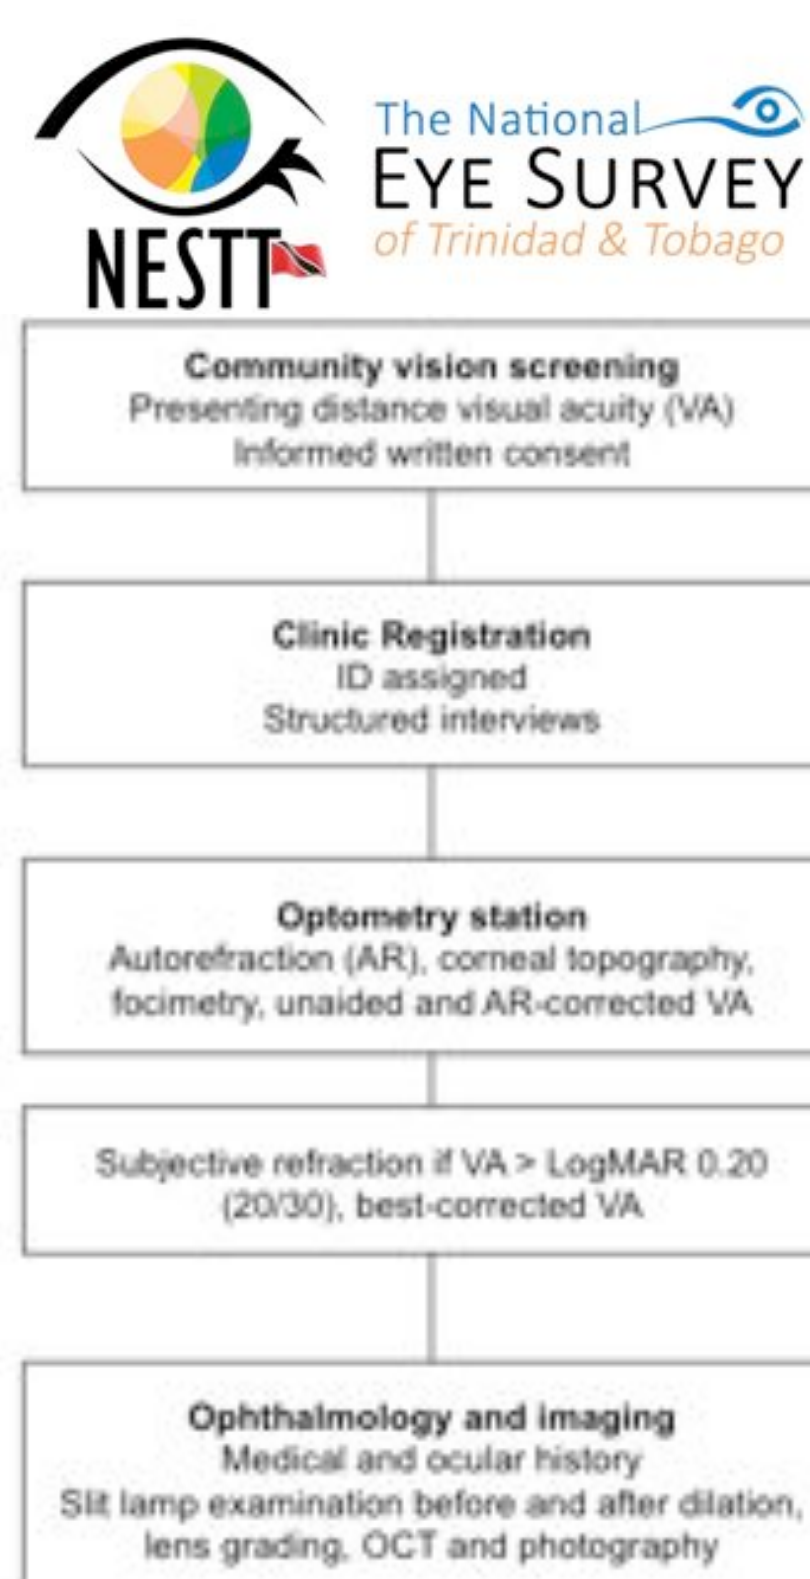 The National
EYE SURVEY
of Trinidad & Tobago
NESTT
Community vision screening
Presenting distance visual acuity (VA)
Informed written consent
Clinic Registration
ID assigned
Structured interviews
Optometry station
Autorefraction (AR), corneal topography,
focimetry, unaided and AR-corrected VA
Subjective refraction if VA > LogMAR 0.20
(20/30), best-corrected VA
Ophthalmology and imaging
Medical and ocular history
Slit lamp examination before and after dilation,
lens grading, OCT and photography